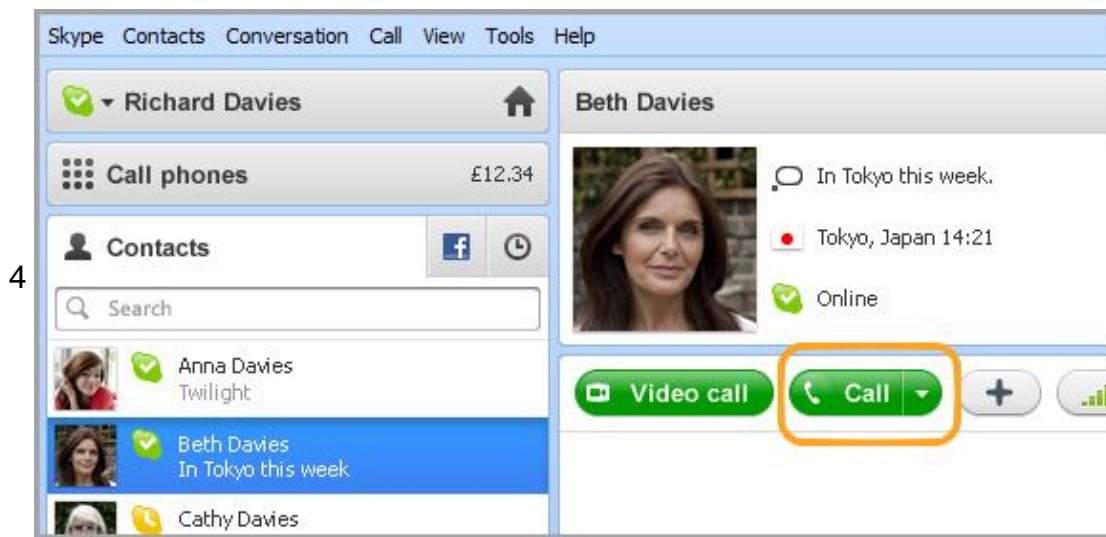 Skype Contacts Conversation Call View Tools Help
Richard Davies
Call phones £12.34
Contacts
Search
Anna Davies
Twilight
Beth Davies
In Tokyo this week
Cathy Davies
Beth Davies
In Tokyo this week.
Tokyo, Japan 14:21
Online
Video call Call
4